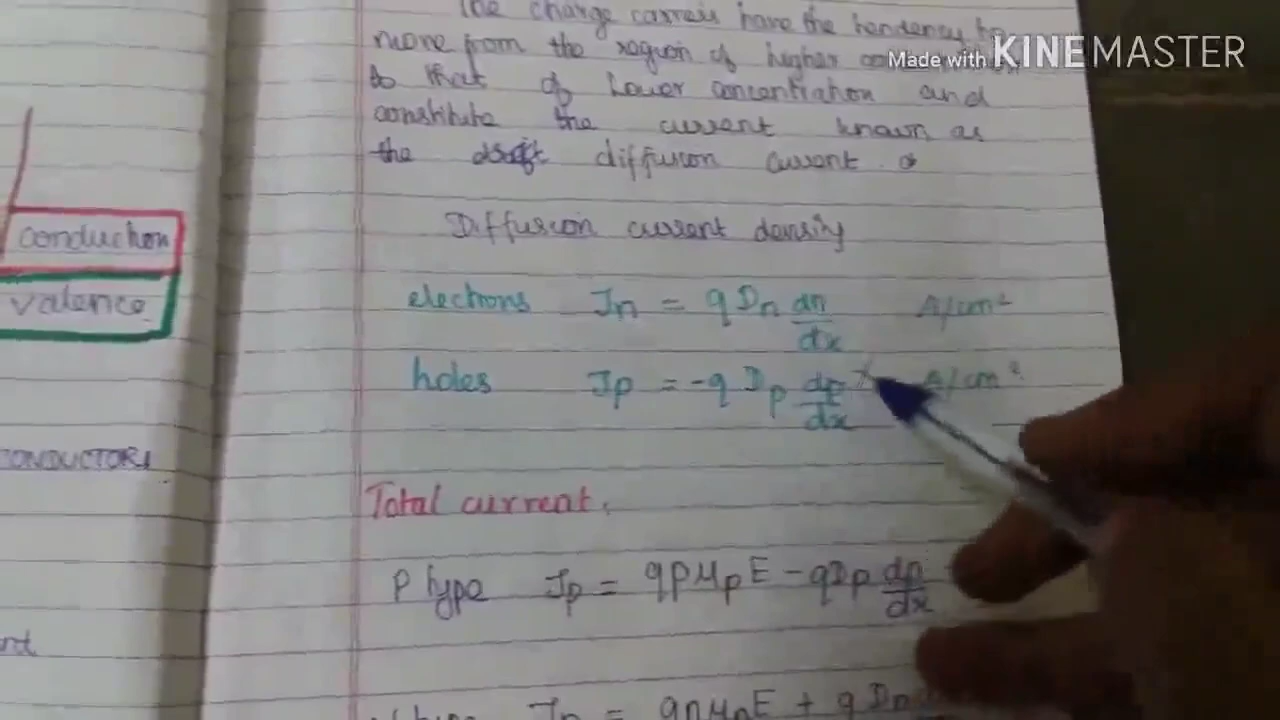 The charge carreis have the tendency to
move from the region of higher
to that of Lower concentration and
constitute the current known as
the diffusion current.
Diffusion current density
electrons Jn = q Dn dn/dx A/cm²
holes Jp = -q Dp dp/dx A/cm²
Total current.
P type Jp = qpμpE - qDp dp/dx
Jn = qnμnE + qDn
conduction
valence
CONDUCTORS
Made with KINEMASTER